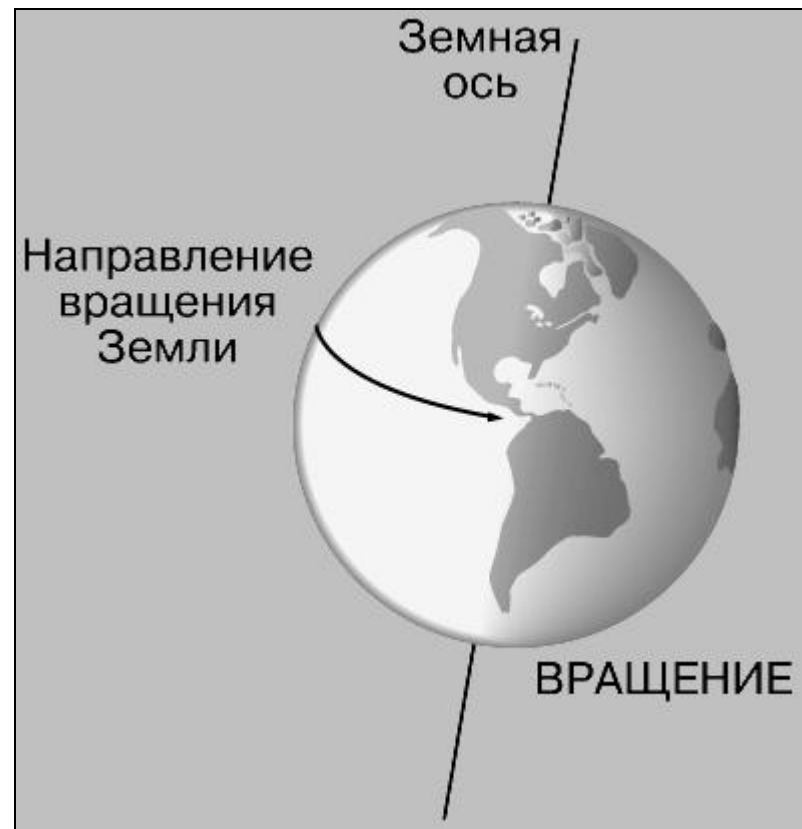 Земная
ось
Направление
вращения
Земли
ВРАЩЕНИЕ